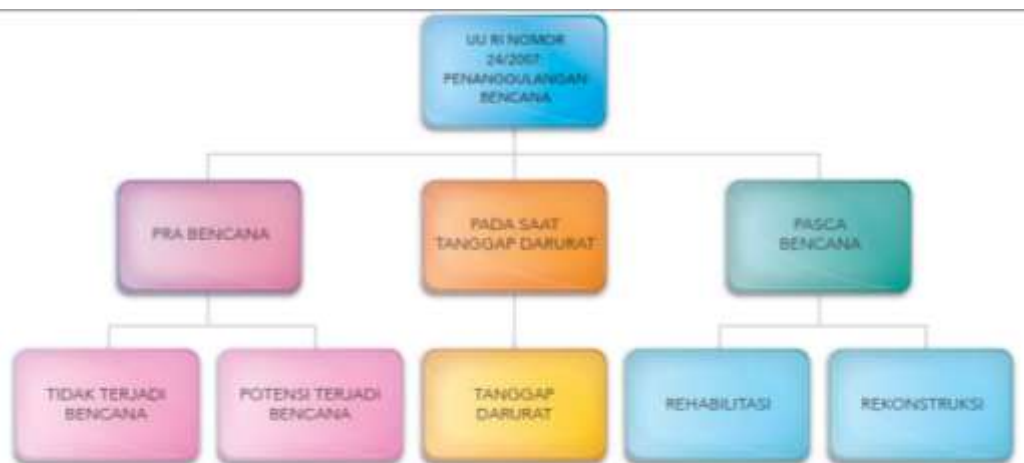 UU RI NOMOR
24/2007:
PENANGGULANGAN
BENCANA
PRA BENCANA
PADA SAAT
TANGGAP DARURAT
PASCA
BENCANA
TIDAK TERJADI
BENCANA
POTENSI TERJADI
BENCANA
TANGGAP
DARURAT
REHABILITASI
REKONSTRUKSI